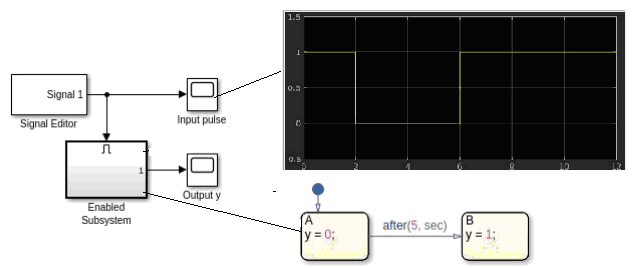 Signal 1
Signal Editor
Input pulse
1
Enabled
Subsystem
Output y
1.5
1
0.5
0
0.5
0 2 4 6 8 10 12
A
y = 0;
after(5, sec)
B
y = 1;